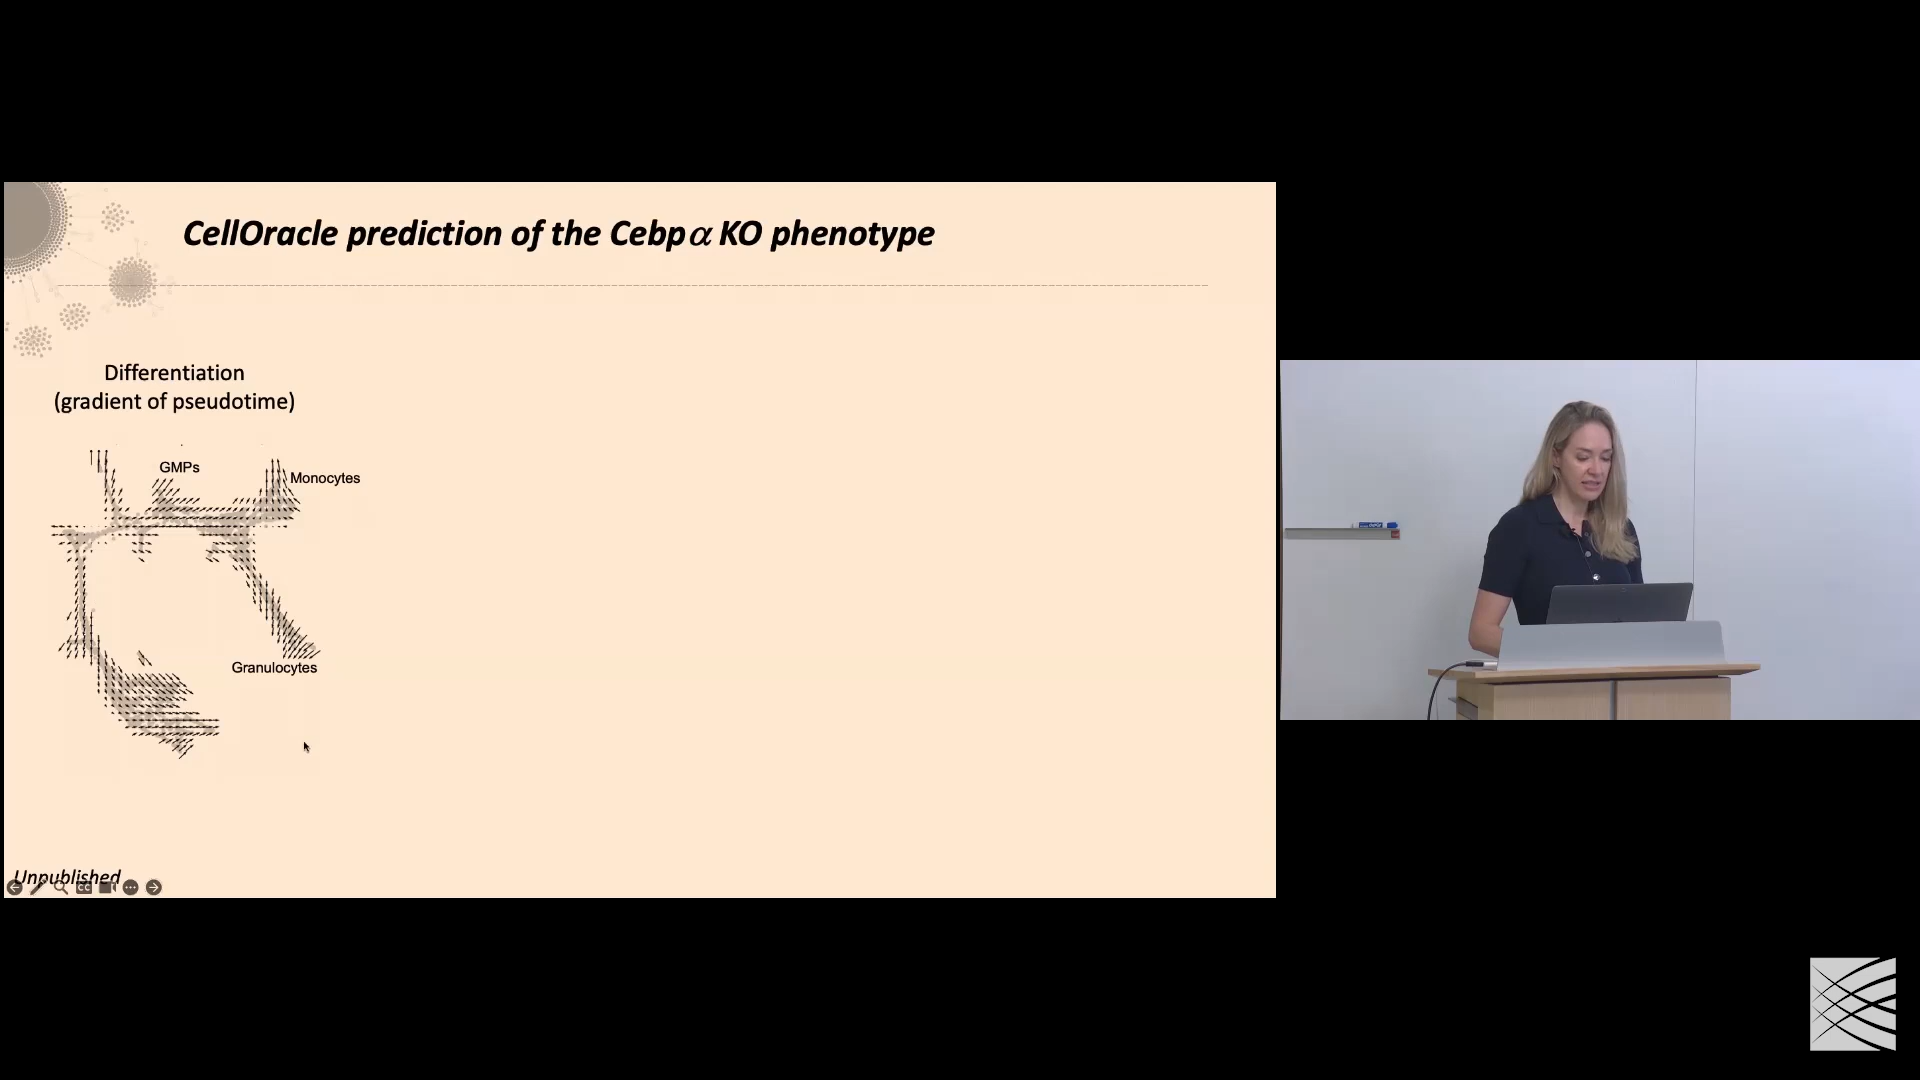 CellOracle prediction of the Cebpα KO phenotype
Differentiation
(gradient of pseudotime)
GMPs
Monocytes
Granulocytes
Unpublished